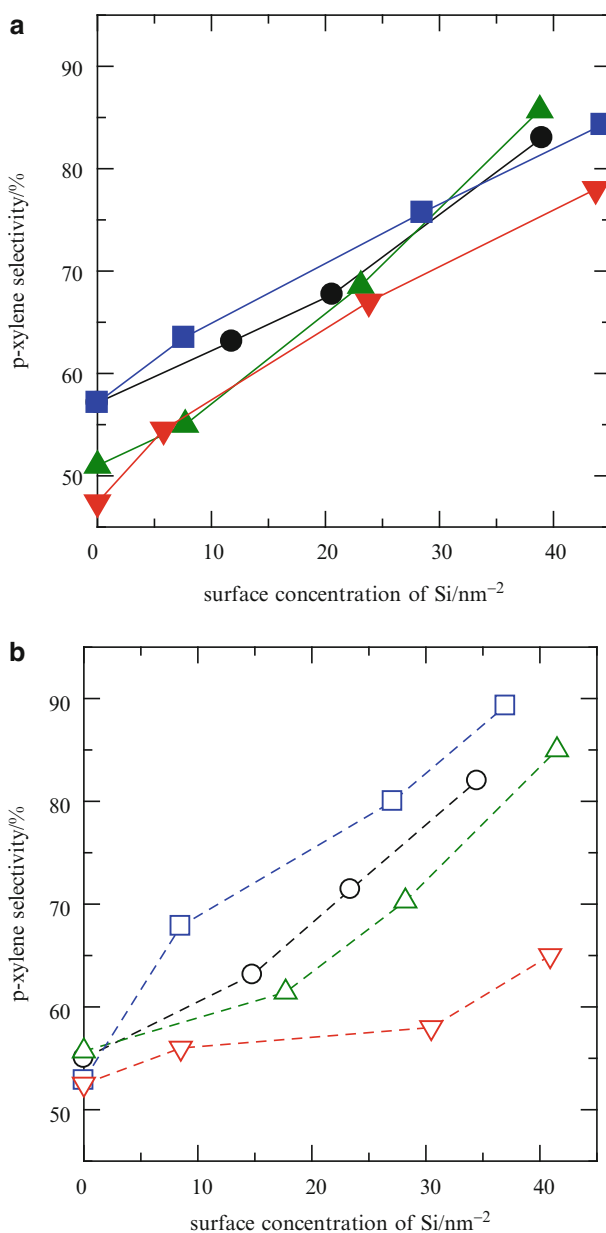 a
90
80
70
60
50
p-xylene selectivity/%
0 10 20 30 40
surface concentration of Si/nm⁻²
b
90
80
70
60
50
p-xylene selectivity/%
0 10 20 30 40
surface concentration of Si/nm⁻²